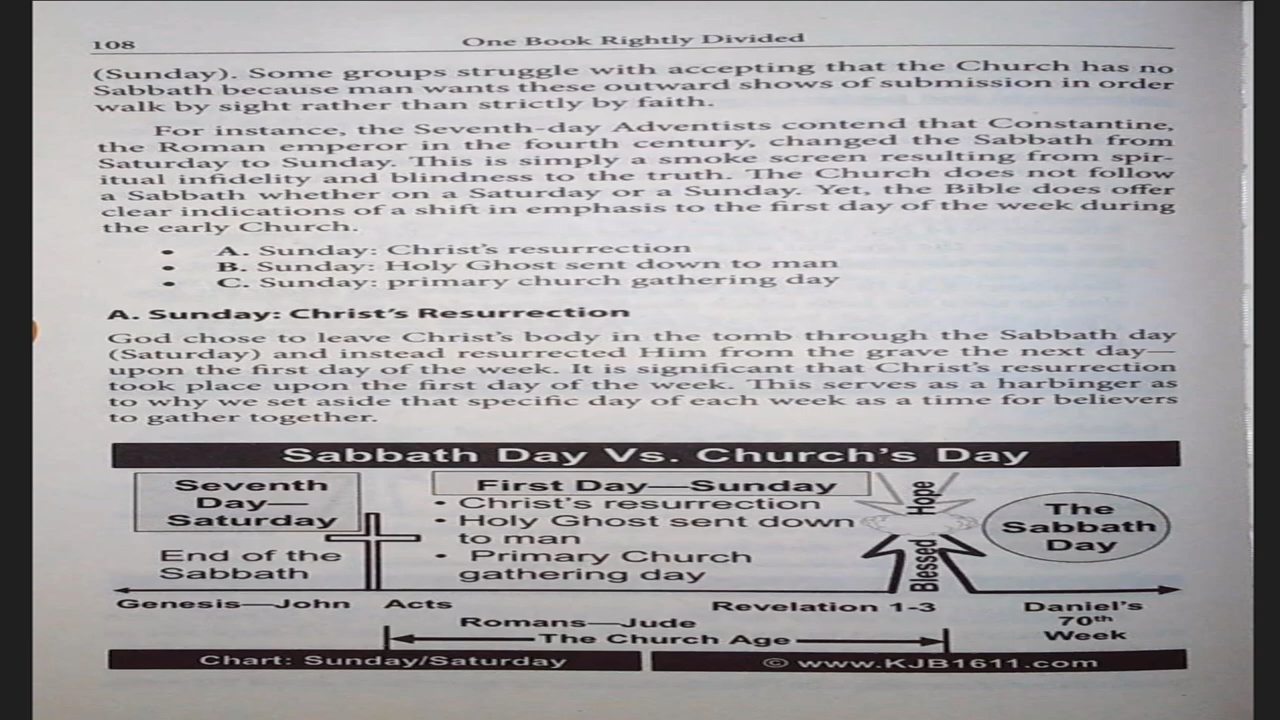 108
One Book Rightly Divided
(Sunday). Some groups struggle with accepting that the Church has no
Sabbath because man wants these outward shows of submission in order
walk by sight rather than strictly by faith.
For instance, the Seventh-day Adventists contend that Constantine,
the Roman emperor in the fourth century, changed the Sabbath from
Saturday to Sunday. This is simply a smoke screen resulting from spir-
itual infidelity and blindness to the truth. The Church does not follow
a Sabbath whether on a Saturday or a Sunday. Yet, the Bible does offer
clear indications of a shift in emphasis to the first day of the week during
the early Church.
• A. Sunday: Christ's resurrection
• B. Sunday: Holy Ghost sent down to man
• C. Sunday: primary church gathering day
A. Sunday: Christ's Resurrection
God chose to leave Christ's body in the tomb through the Sabbath day
(Saturday) and instead resurrected Him from the grave the next day—
upon the first day of the week. It is significant that Christ's resurrection
took place upon the first day of the week. This serves as a harbinger as
to why we set aside that specific day of each week as a time for believers
to gather together.
Sabbath Day Vs. Church's Day
Seventh
Day—
Saturday
End of the
Sabbath
First Day—Sunday
• Christ's resurrection
• Holy Ghost sent down
to man
• Primary Church
gathering day
Blessed Hope
The
Sabbath
Day
Genesis—John
Acts
Romans—Jude
Revelation 1-3
Daniel's
70th
Week
The Church Age
Chart: Sunday/Saturday
© www.KJB1611.com